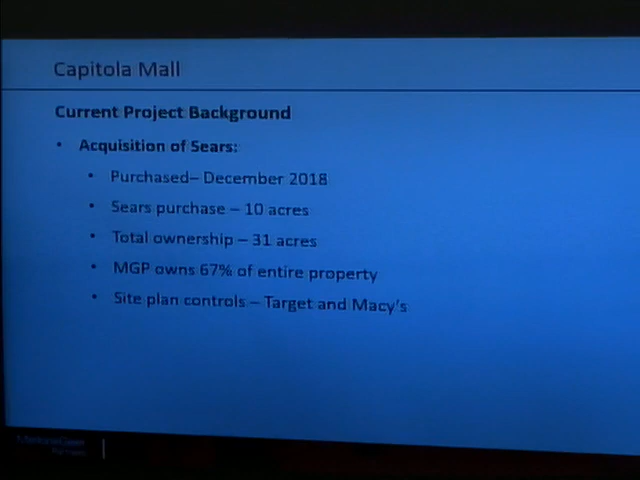 Capitola Mall
Current Project Background
• Acquisition of Sears:
• Purchased– December 2018
• Sears purchase – 10 acres
• Total ownership – 31 acres
• MGP owns 67% of entire property
• Site plan controls – Target and Macy's